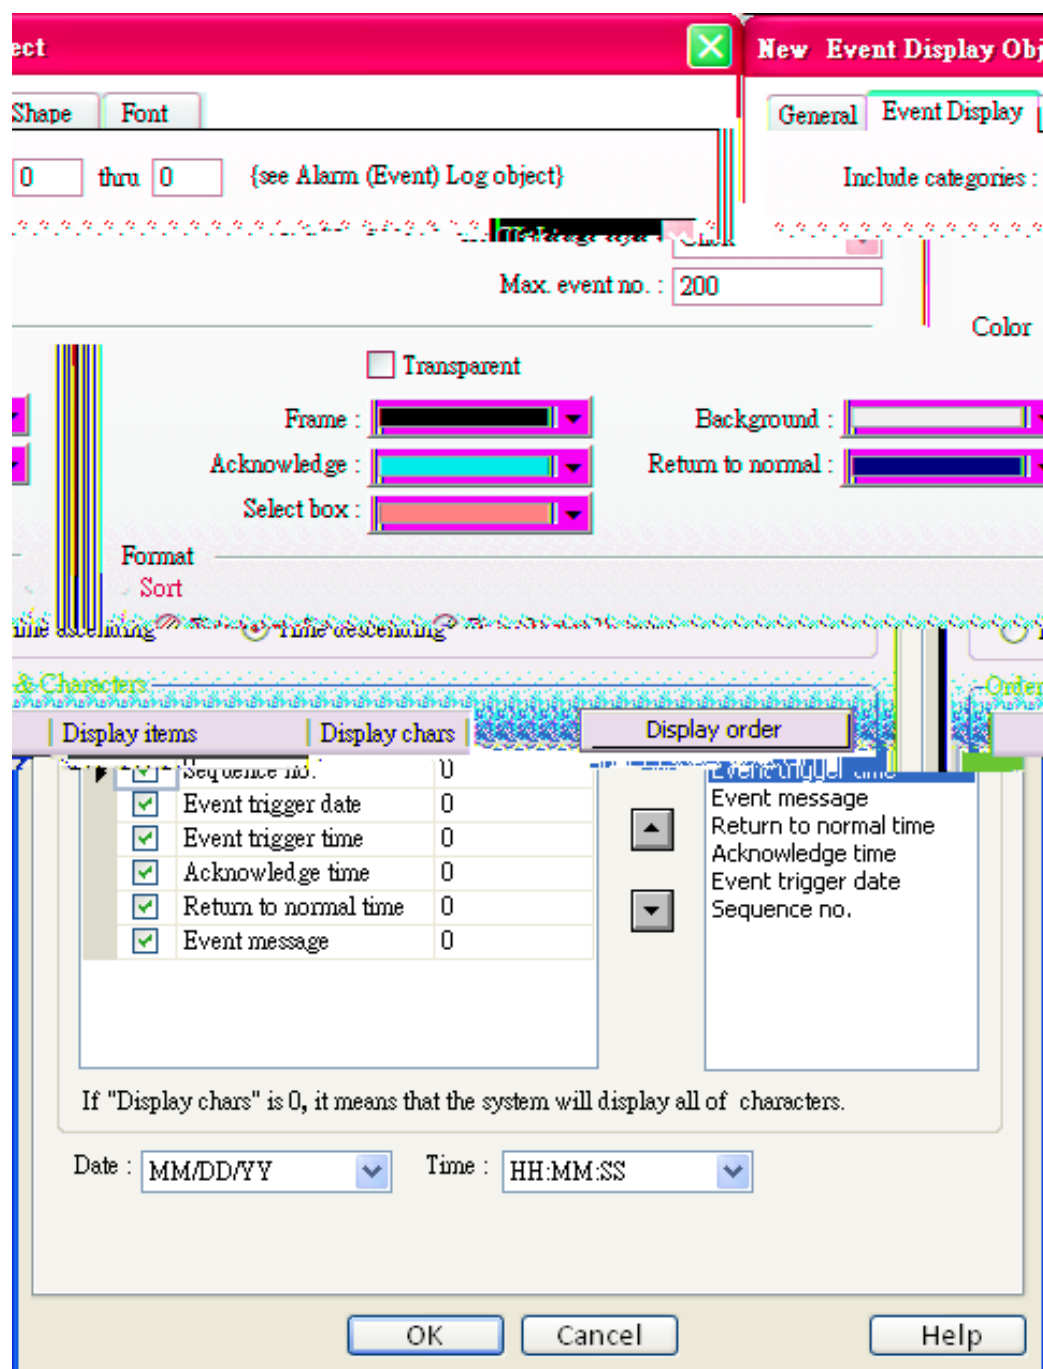 ect
New Event Display Obj
Shape Font
General Event Display
0 thru 0 {see Alarm (Event) Log object}
Include categories :
Max. event no. : 200
Color
Transparent
Frame : Background :
Acknowledge : Return to normal :
Select box :
Format
Sort
Time descending
& Characters
Order
Display items Display chars Display order
Sequence no. 0 Event trigger time
Event trigger date 0 Event message
Event trigger time 0 Return to normal time
Acknowledge time 0 Acknowledge time
Return to normal time 0 Event trigger date
Event message 0 Sequence no.
If "Display chars" is 0, it means that the system will display all of characters.
Date : MM/DD/YY Time : HH:MM:SS
OK Cancel Help